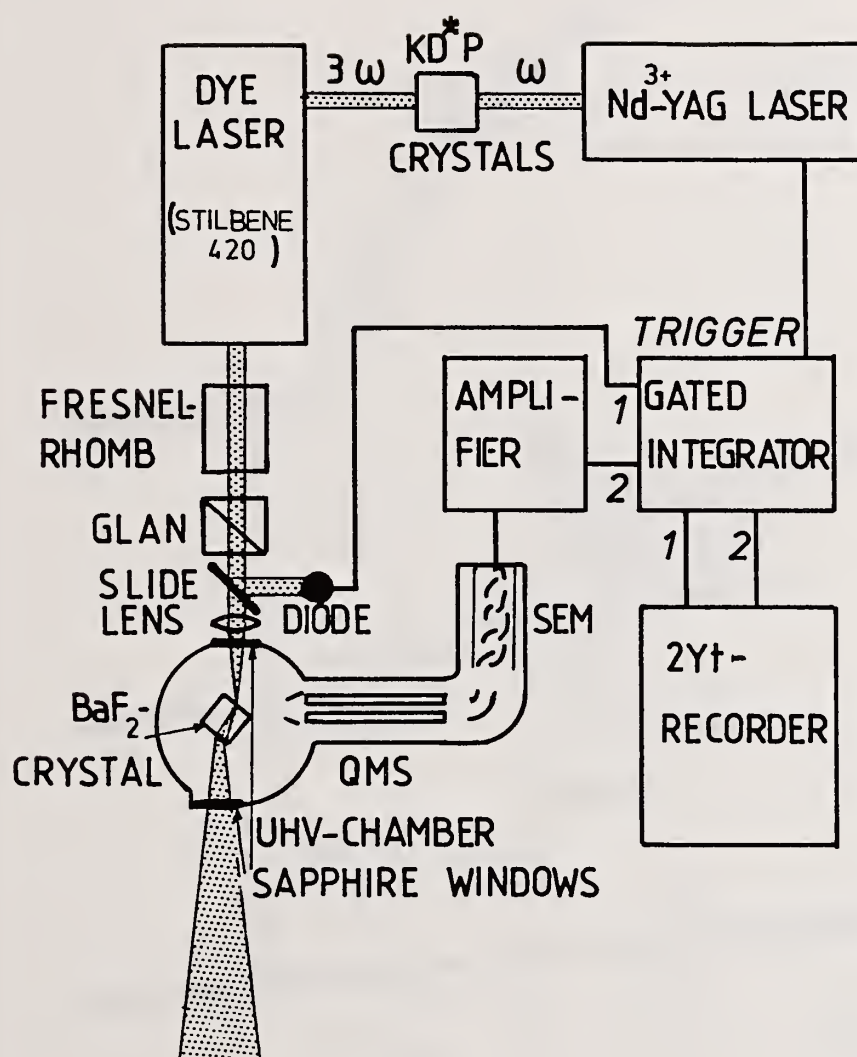 DYE
LASER
(STILBENE
420 )
3ω
KD*P
CRYSTALS
ω
Nd³⁺-YAG LASER
TRIGGER
FRESNEL-
RHOMB
AMPLI-
FIER
1
2
GATED
INTEGRATOR
GLAN
SLIDE
LENS
DIODE
SEM
1
2
2Yt-
RECORDER
BaF₂-
CRYSTAL
QMS
UHV-CHAMBER
SAPPHIRE WINDOWS